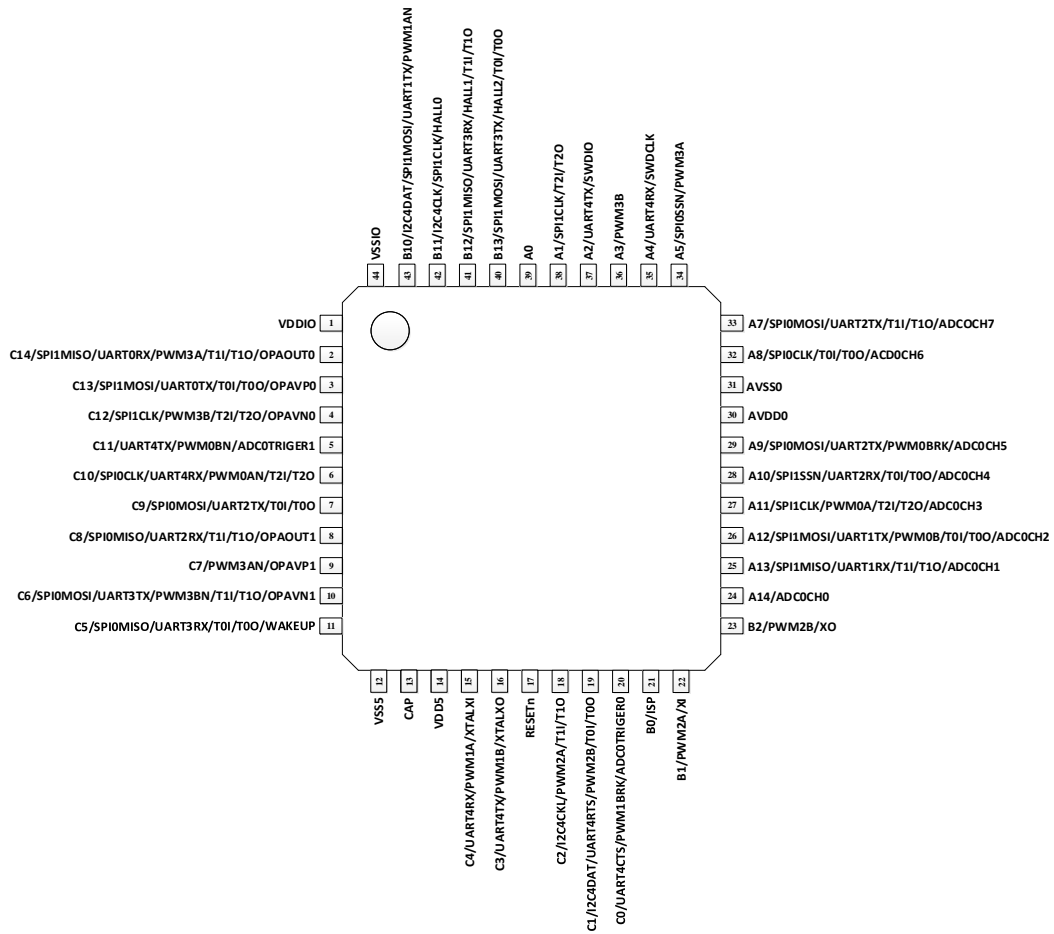 B10/I2C4DAT/SPI1MOSI/UART1TX/PWM1AN
B11/I2C4CLK/SPI1CLK/HALL0
B12/SPI1MISO/UART3RX/HALL1/T1I/T1O
B13/SPI1MOSI/UART3TX/HALL2/T0I/T0O
A1/SPI1CLK/T2I/T2O
A2/UART4TX/SWDIO
A3/PWM3B
A4/UART4RX/SWDCLK
A5/SPI0SSN/PWM3A
VSSIO
A0
44
43
42
41
40
39
38
37
36
35
34
VDDIO 1
C14/SPI1MISO/UART0RX/PWM3A/T1I/T1O/OPAOUT0 2
C13/SPI1MOSI/UART0TX/T0I/T0O/OPAVP0 3
C12/SPI1CLK/PWM3B/T2I/T2O/OPAVN0 4
C11/UART4TX/PWM0BN/ADC0TRIGER1 5
C10/SPI0CLK/UART4RX/PWM0AN/T2I/T2O 6
C9/SPI0MOSI/UART2TX/T0I/T0O 7
C8/SPI0MISO/UART2RX/T1I/T1O/OPAOUT1 8
C7/PWM3AN/OPAVP1 9
C6/SPI0MOSI/UART3TX/PWM3BN/T1I/T1O/OPAVN1 10
C5/SPI0MISO/UART3RX/T0I/T0O/WAKEUP 11
33 A7/SPI0MOSI/UART2TX/T1I/T1O/ADCOCH7
32 A8/SPI0CLK/T0I/T0O/ACD0CH6
31 AVSS0
30 AVDD0
29 A9/SPI0MOSI/UART2TX/PWM0BRK/ADC0CH5
28 A10/SPI1SSN/UART2RX/T0I/T0O/ADC0CH4
27 A11/SPI1CLK/PWM0A/T2I/T2O/ADC0CH3
26 A12/SPI1MOSI/UART1TX/PWM0B/T0I/T0O/ADC0CH2
25 A13/SPI1MISO/UART1RX/T1I/T1O/ADC0CH1
24 A14/ADC0CH0
23 B2/PWM2B/XO
12
13
14
15
16
17
18
19
20
21
22
VSS5
CAP
VDD5
C4/UART4RX/PWM1A/XTALXI
C3/UART4TX/PWM1B/XTALXO
RESETn
C2/I2C4CKL/PWM2A/T1I/T1O
C1/I2C4DAT/UART4RTS/PWM2B/T0I/T0O
C0/UART4CTS/PWM1BRK/ADC0TRIGER0
B0/ISP
B1/PWM2A/XI